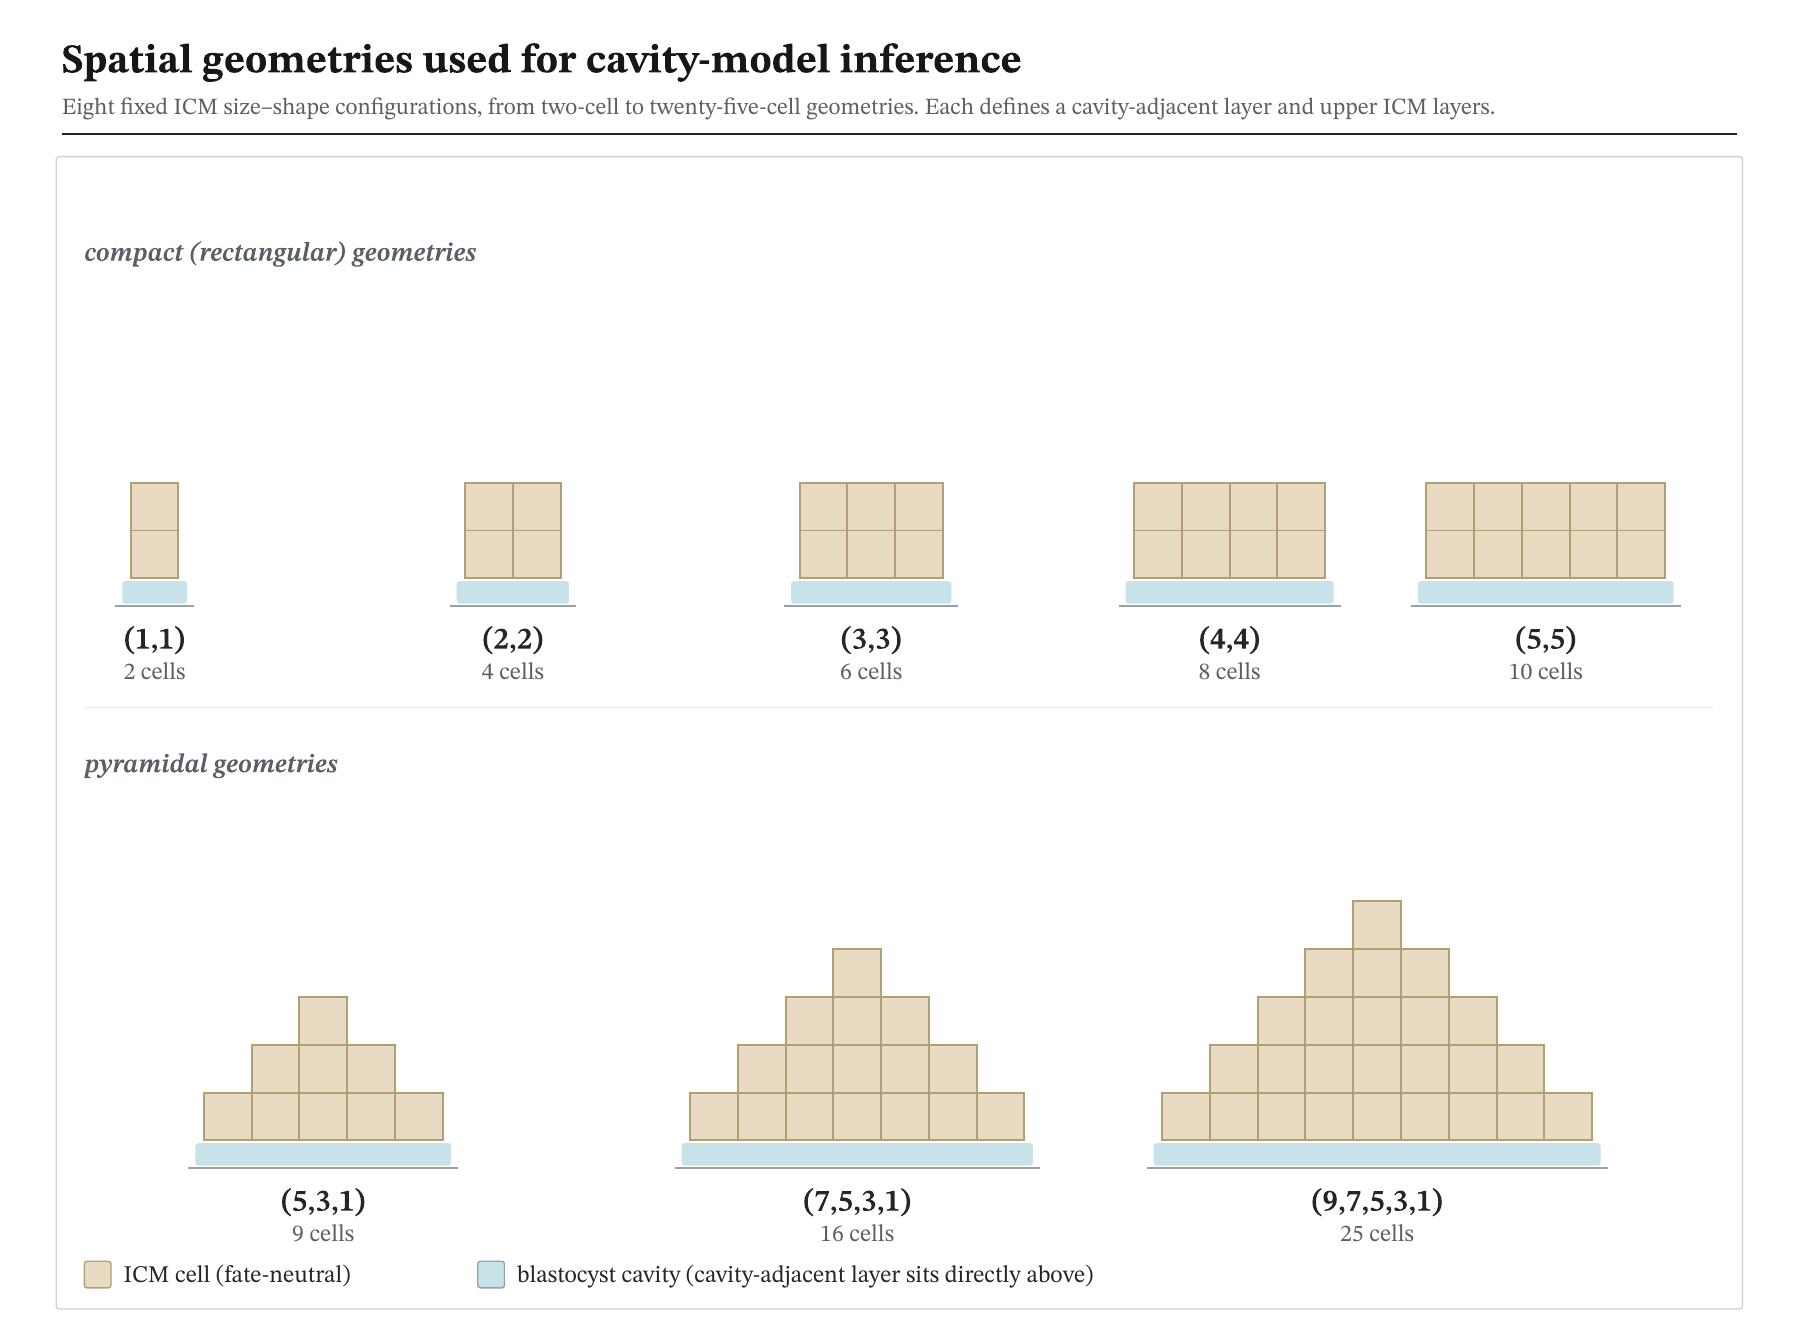 Spatial geometries used for cavity-model inference
Eight fixed ICM size–shape configurations, from two-cell to twenty-five-cell geometries. Each defines a cavity-adjacent layer and upper ICM layers.
compact (rectangular) geometries
(1,1)
2 cells
(2,2)
4 cells
(3,3)
6 cells
(4,4)
8 cells
(5,5)
10 cells
pyramidal geometries
(5,3,1)
9 cells
(7,5,3,1)
16 cells
(9,7,5,3,1)
25 cells
ICM cell (fate-neutral)
blastocyst cavity (cavity-adjacent layer sits directly above)